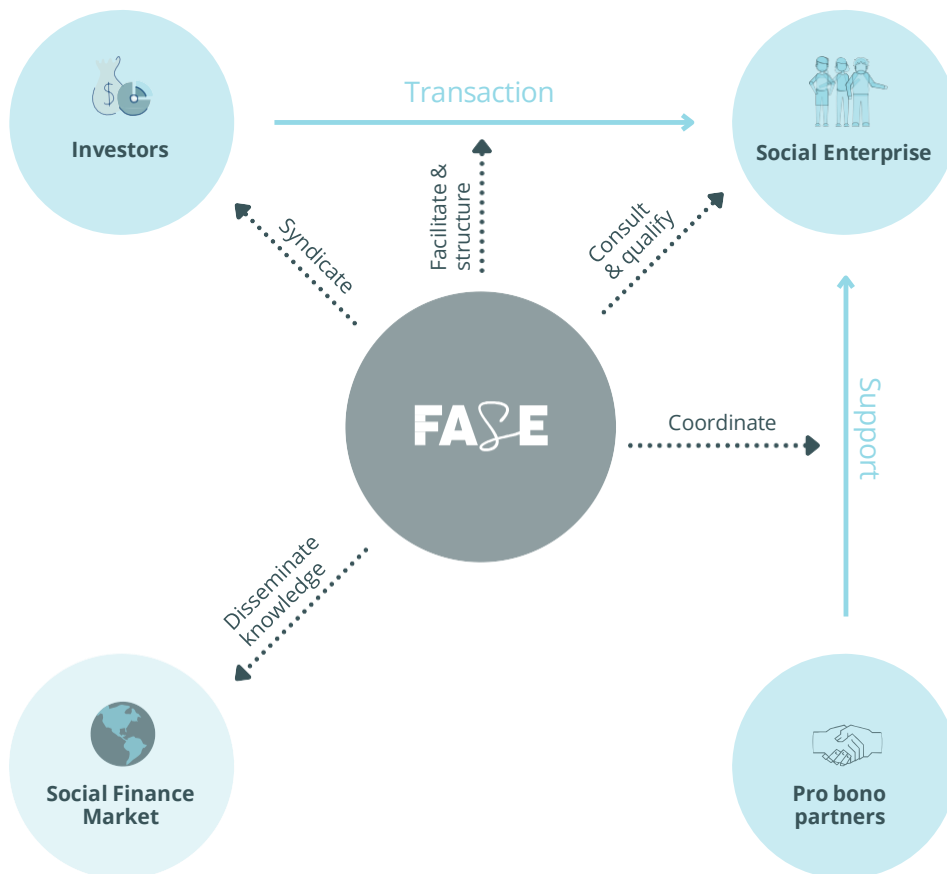 Transaction
Investors
Social Enterprise
Facilitate &
structure
Syndicate
Consult
& qualify
FASE
Coordinate
Support
Disseminate
knowledge
Social Finance
Market
Pro bono
partners
$